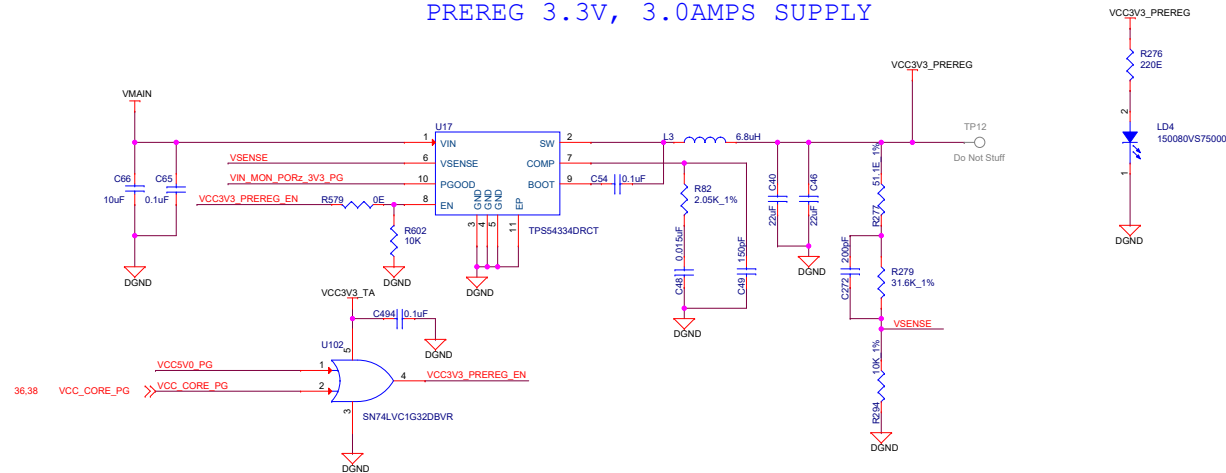 PREREG 3.3V, 3.0AMPS SUPPLY
VCC3V3_PREREG
R276
220E
2
LD4
150080VS75000
1
DGND
VCC3V3_PREREG
VMAIN
U17
1
VIN
SW
2
L3
6.8uH
TP12
Do Not Stuff
VSENSE
6
VSENSE
COMP
7
VIN_MON_PORz_3V3_PG
10
PGOOD
BOOT
9
C54
0.1uF
VCC3V3_PREREG_EN
R579
0E
8
EN
GND
GND
GND
EP
3
4
5
11
TPS54334DRCT
C66
10uF
C65
0.1uF
R602
10K
DGND
DGND
DGND
R82
2.05K_1%
0.015uF
C48
150pF
C49
DGND
C40
22uF
C46
22uF
DGND
51.1E_1%
R277
200pF
C272
R279
31.6K_1%
VSENSE
10K_1%
R294
DGND
VCC3V3_TA
C494
0.1uF
DGND
U102
5
VCC5V0_PG
1
36,38
VCC_CORE_PG
VCC_CORE_PG
2
4
VCC3V3_PREREG_EN
3
SN74LVC1G32DBVR
DGND